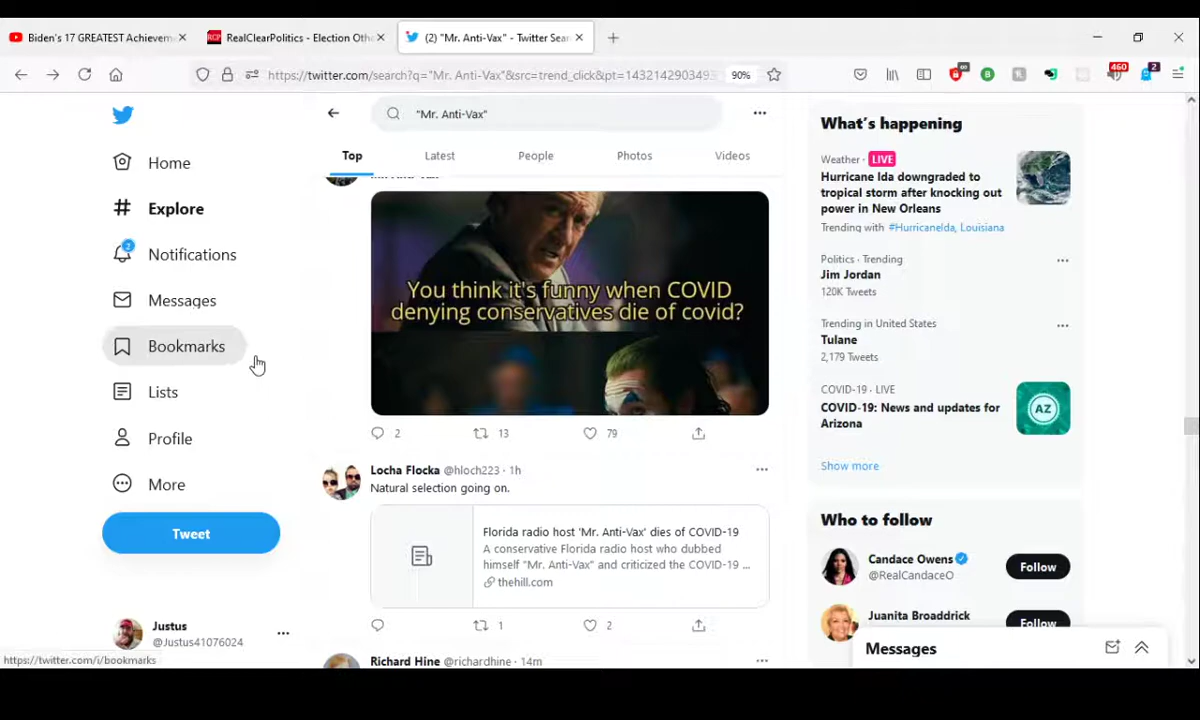 Biden's 17 GREATEST Achievem
RCP
RealClearPolitics - Election Oth
(2) "Mr. Anti-Vax" - Twitter Sear
https://twitter.com/search?q="Mr. Anti-Vax"&src=trend_click&pt=143214290349
90%
460
2
"Mr. Anti-Vax"
Top
Latest
People
Photos
Videos
Home
Explore
2
Notifications
Messages
Bookmarks
Lists
Profile
More
Tweet
Justus
@Justus41076024
https://twitter.com/i/bookmarks
You think it's funny when COVID
denying conservatives die of covid?
2
13
79
Locha Flocka @hloch223 · 1h
Natural selection going on.
Florida radio host 'Mr. Anti-Vax' dies of COVID-19
A conservative Florida radio host who dubbed
himself "Mr. Anti-Vax" and criticized the COVID-19 ...
thehill.com
1
2
Richard Hine @richardhine · 14m
What's happening
Weather · LIVE
Hurricane Ida downgraded to
tropical storm after knocking out
power in New Orleans
Trending with #HurricaneIda, Louisiana
Politics · Trending
Jim Jordan
120K Tweets
Trending in United States
Tulane
2,179 Tweets
COVID-19 · LIVE
COVID-19: News and updates for
Arizona
AZ
Show more
Who to follow
Candace Owens
@RealCandaceO
Follow
Juanita Broaddrick
Follow
Messages